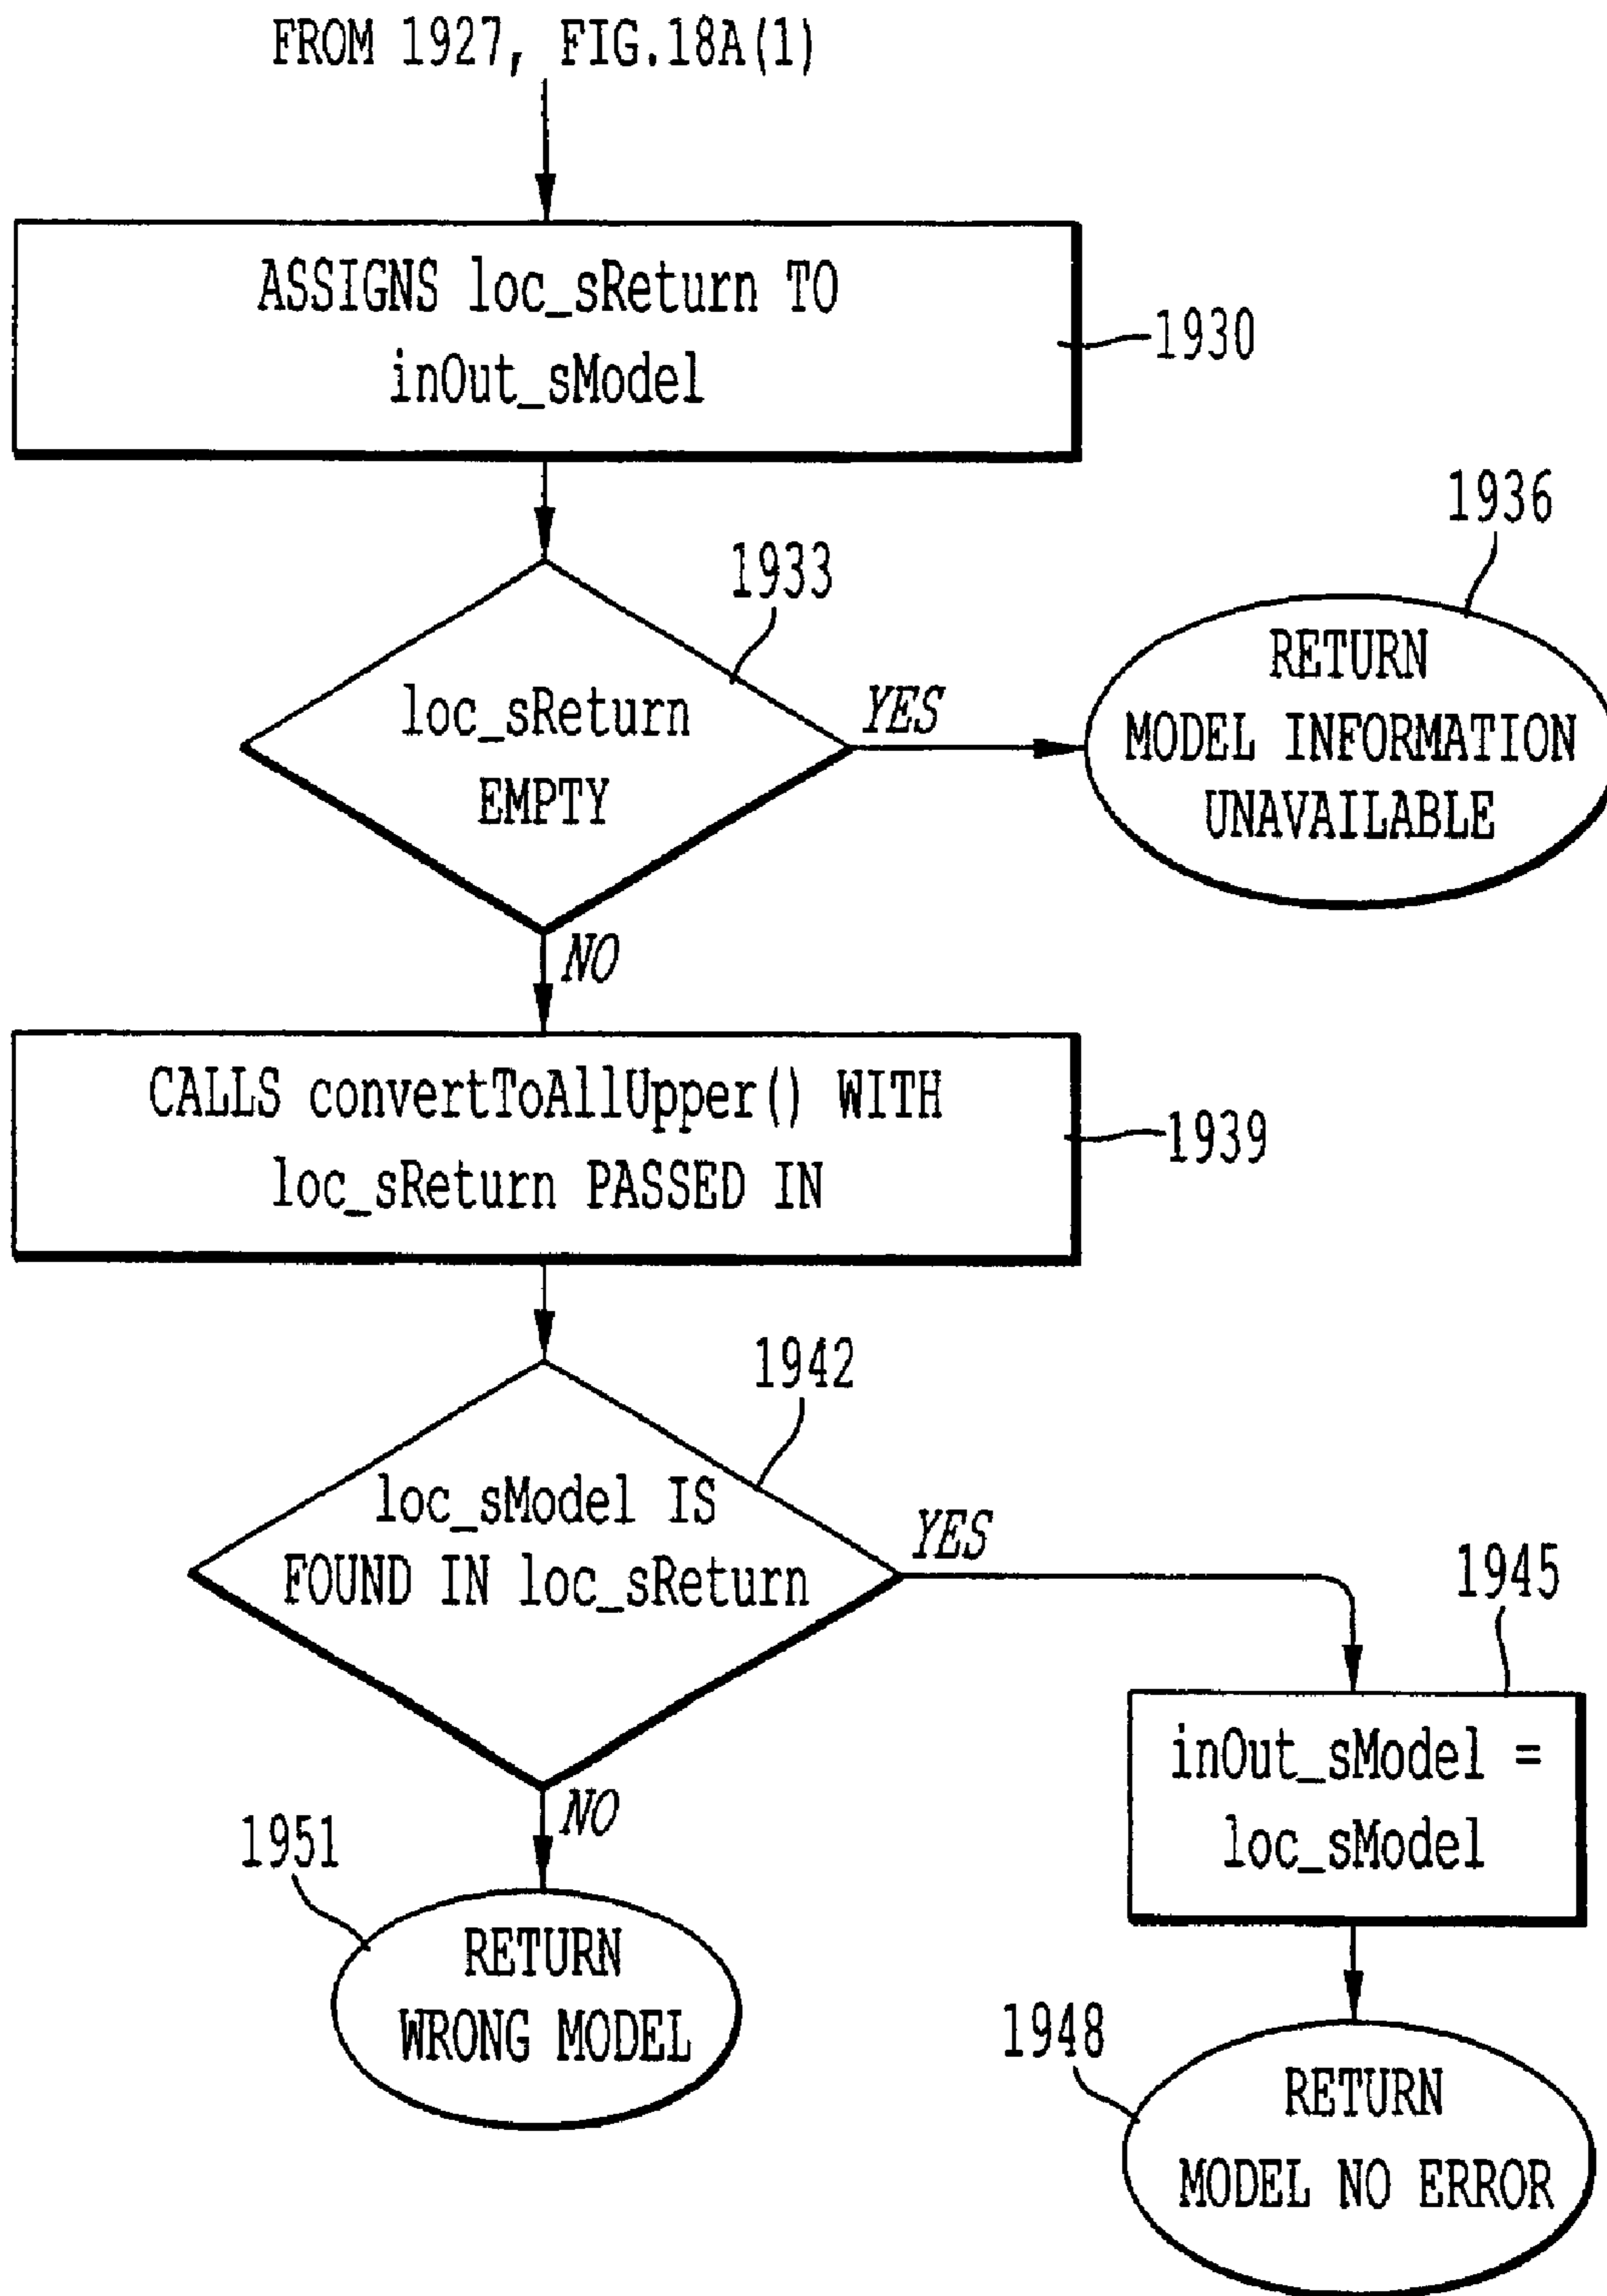 FROM 1927, FIG.18A(1)
ASSIGNS loc_sReturn TO
inOut_sModel
1930
1933
loc_sReturn
EMPTY
YES
1936
RETURN
MODEL INFORMATION
UNAVAILABLE
NO
CALLS convertToAllUpper() WITH
loc_sReturn PASSED IN
1939
1942
loc_sModel IS
FOUND IN loc_sReturn
YES
1945
inOut_sModel =
loc_sModel
NO
1951
RETURN
WRONG MODEL
1948
RETURN
MODEL NO ERROR